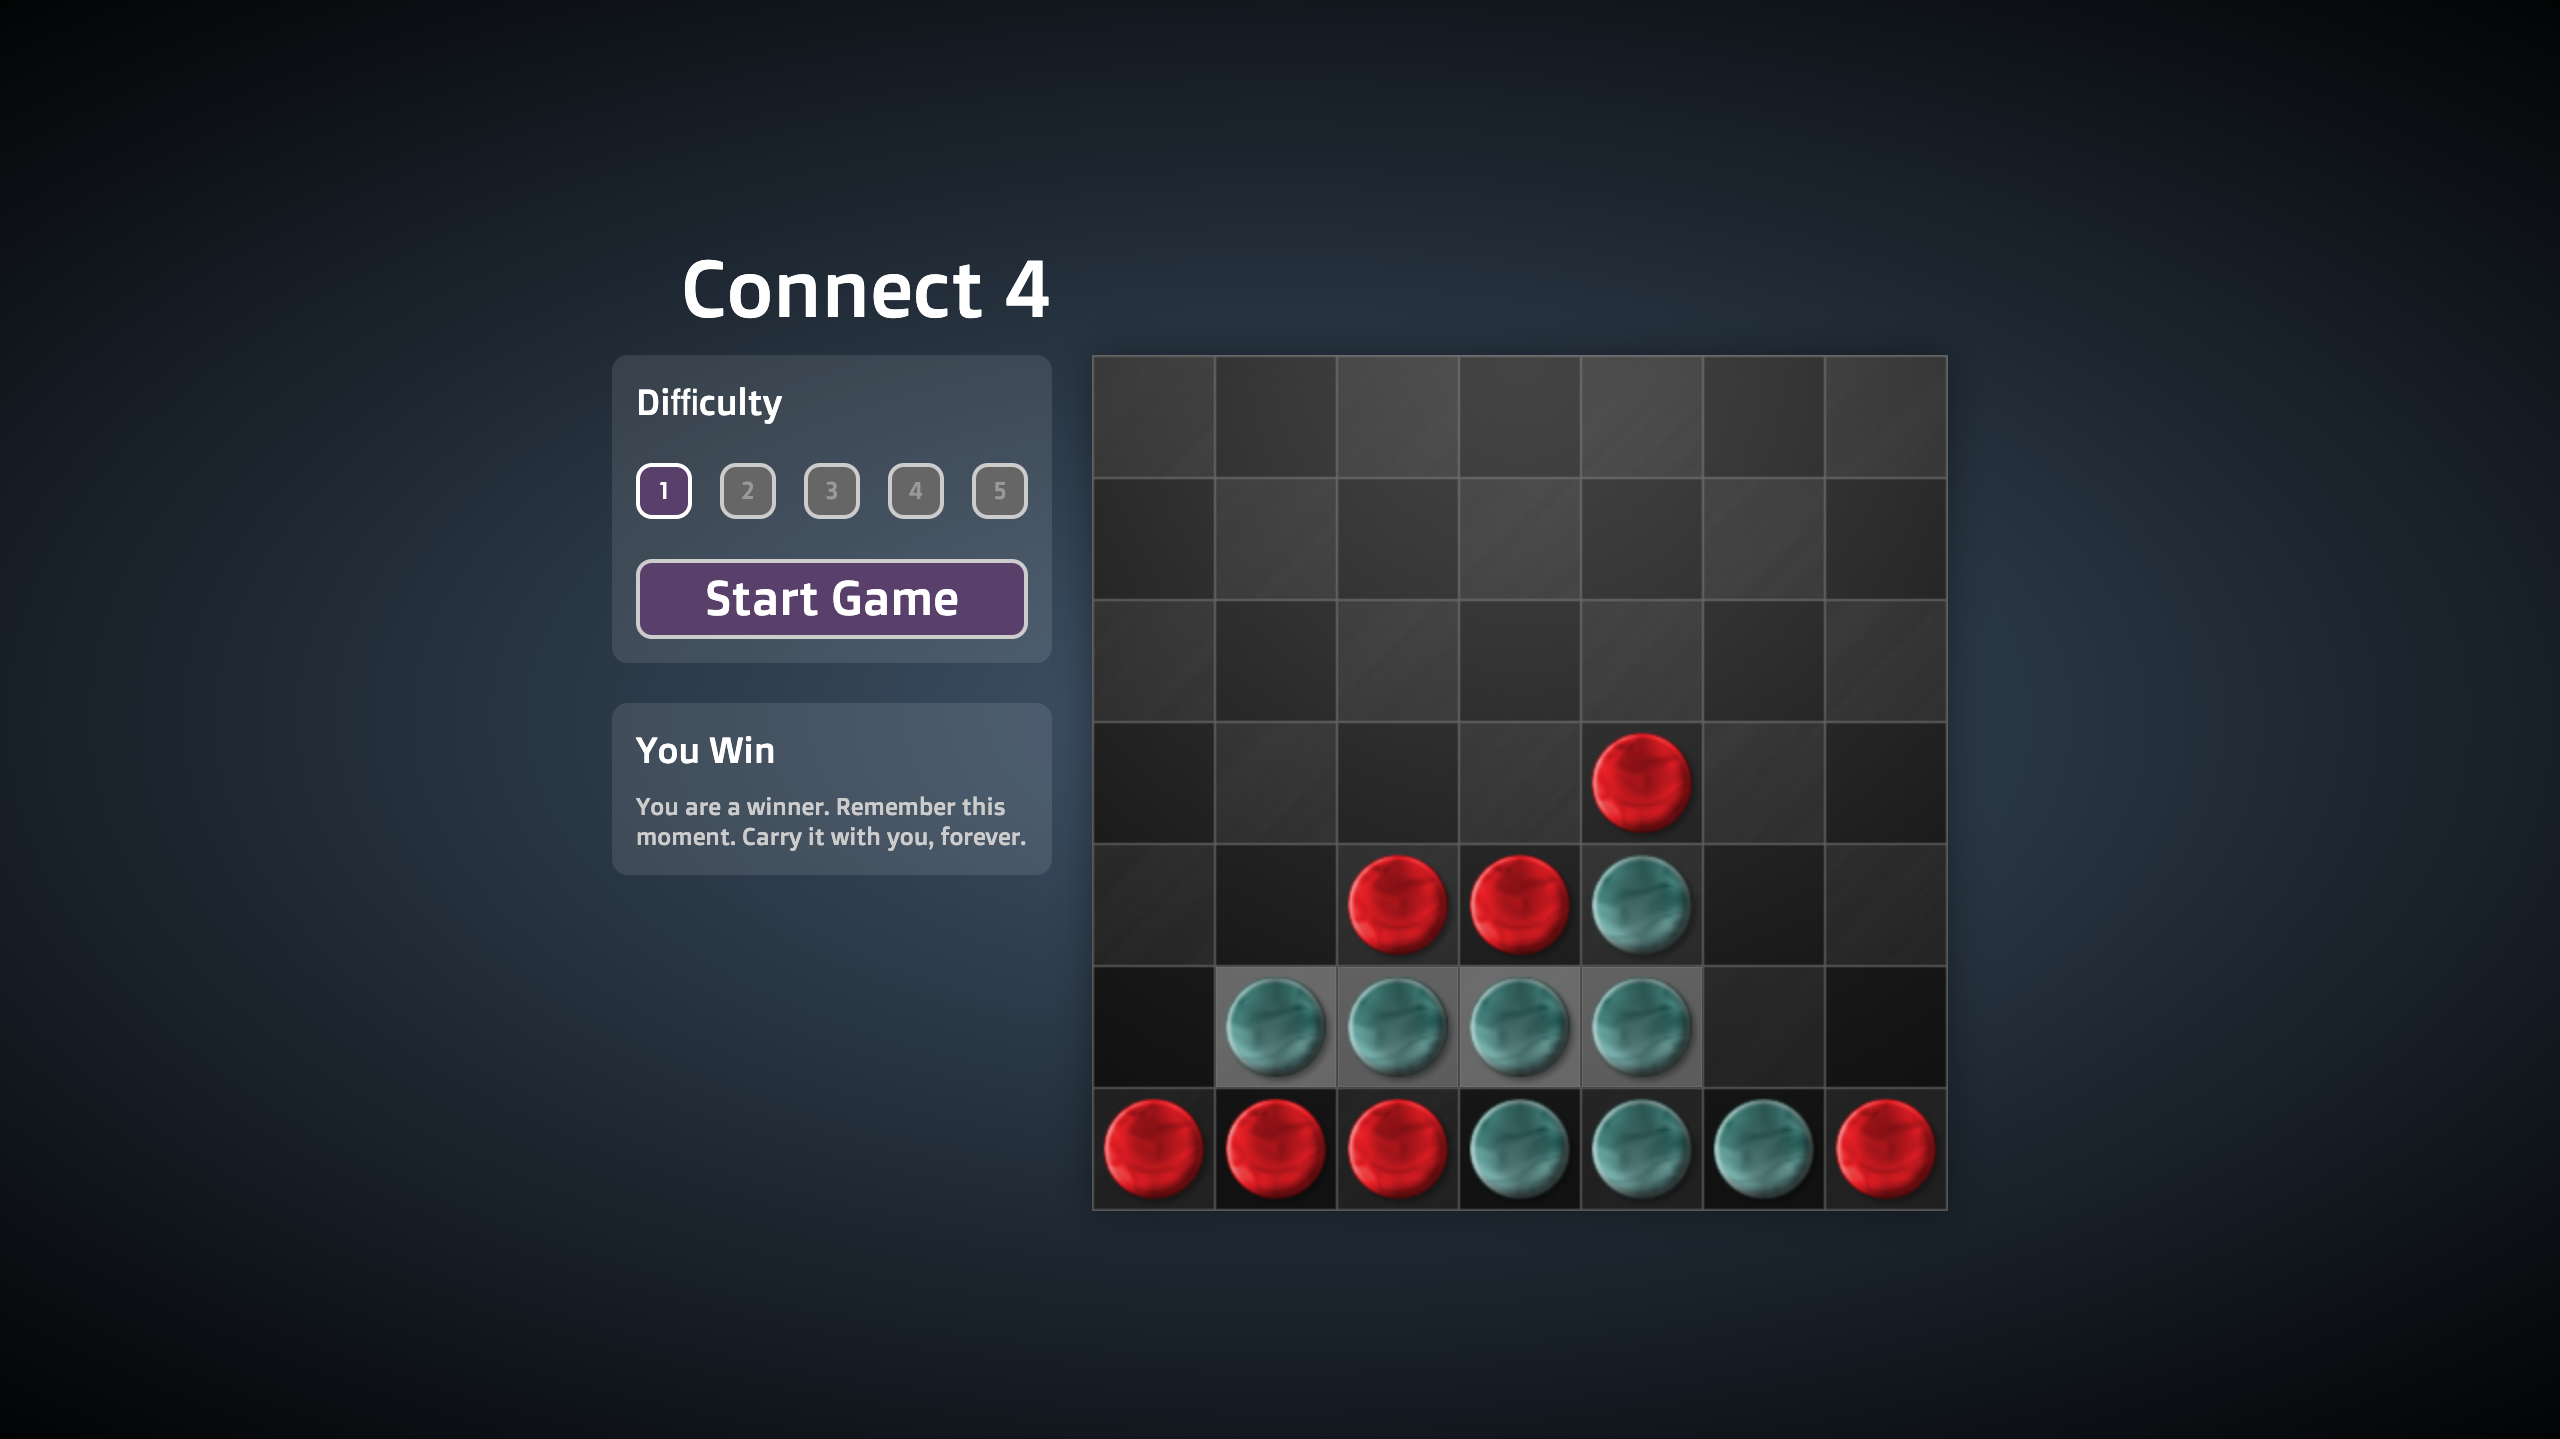 Connect 4
Difficulty
1 2 3 4 5
Start Game
You Win
You are a winner. Remember this
moment. Carry it with you, forever.